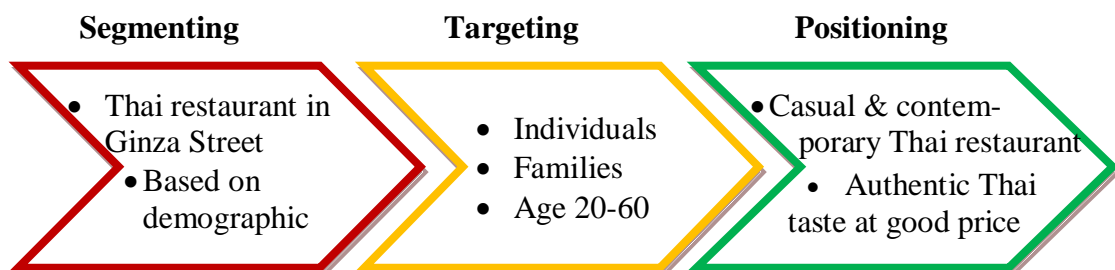 Segmenting
• Thai restaurant in
Ginza Street
• Based on
demographic
Targeting
• Individuals
• Families
• Age 20-60
Positioning
• Casual & contem-
porary Thai restaurant
• Authentic Thai
taste at good price